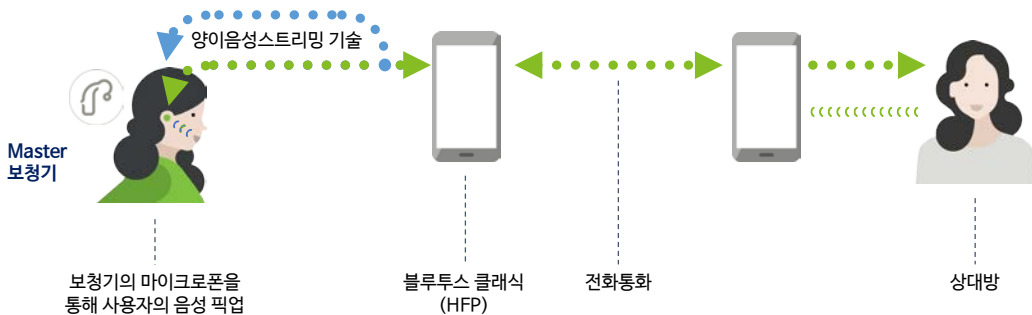 양이음성스트리밍 기술
Master
보청기
보청기의 마이크로폰을
통해 사용자의 음성 픽업
블루투스 클래식
(HFP)
전화통화
상대방